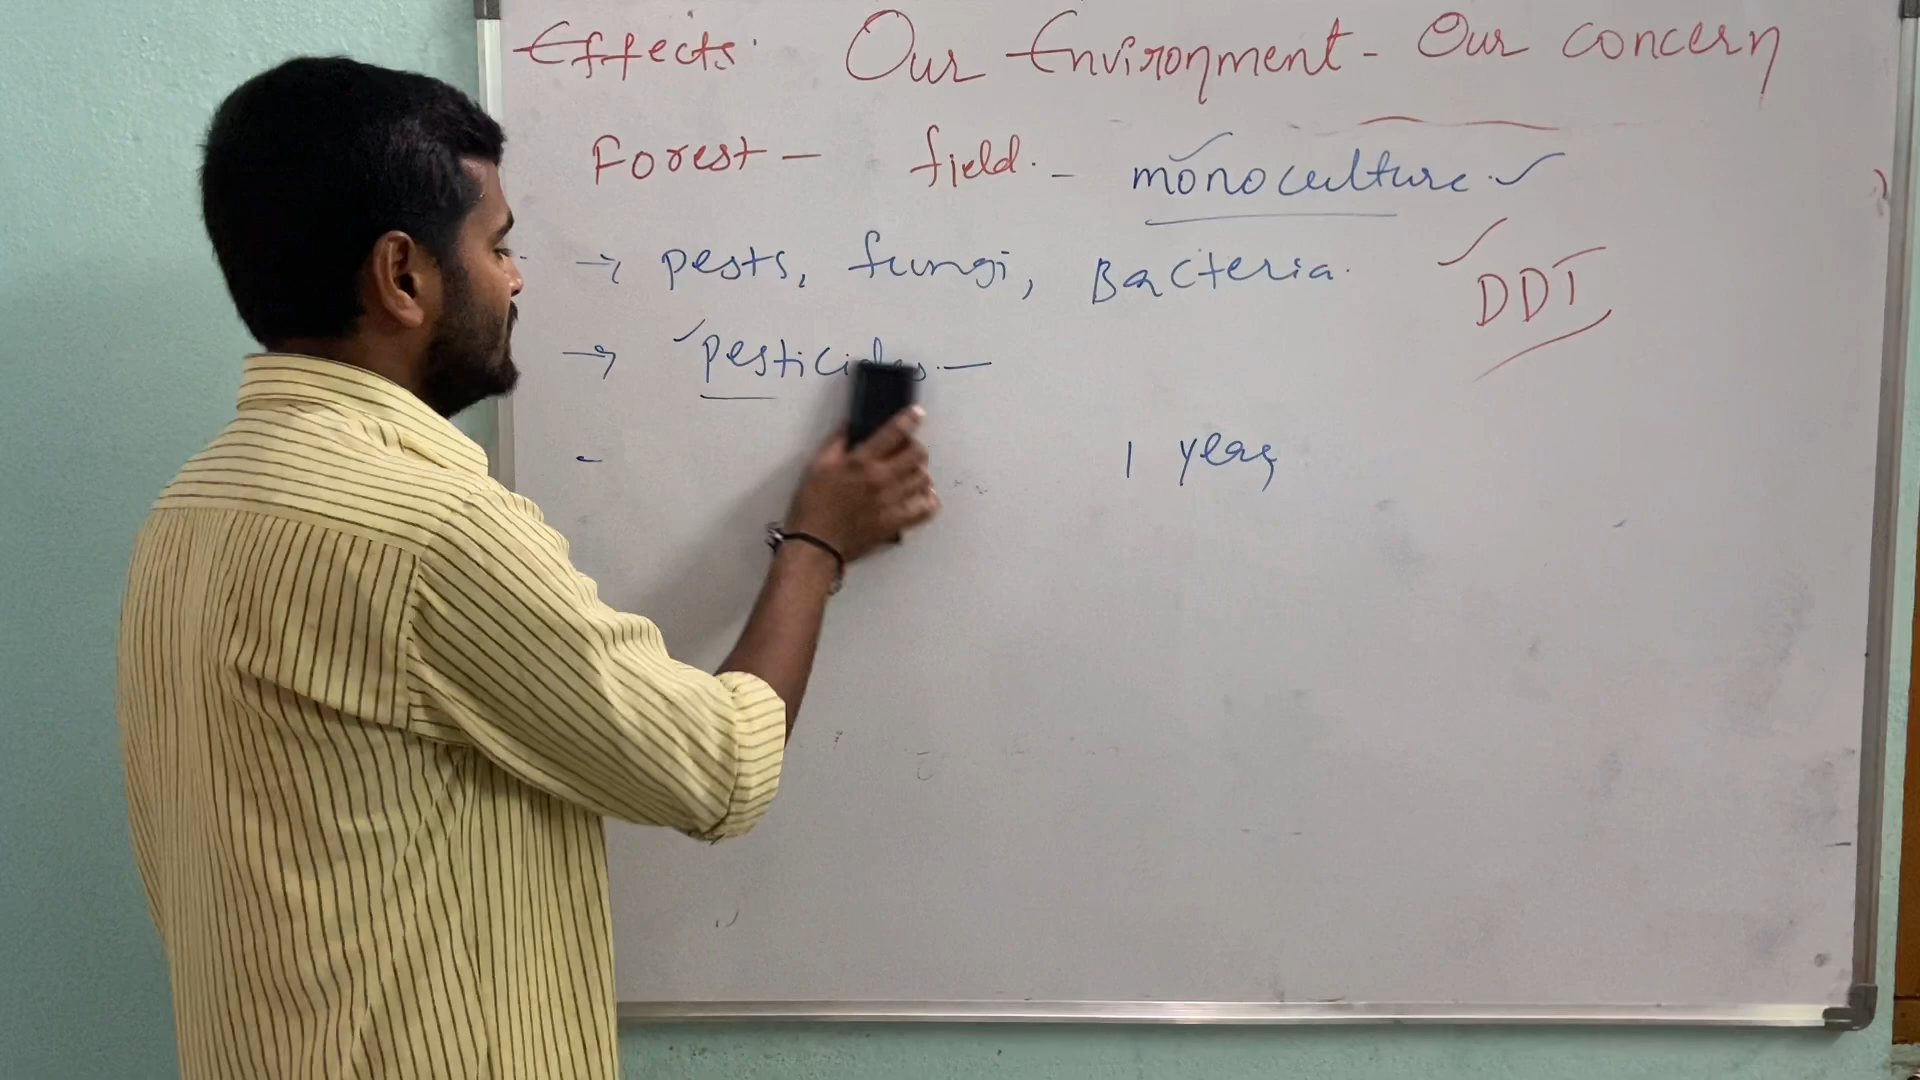 Effects. Our Environment - Our concern
Forest - field. - monoculture.
→ pests, fungi, Bacteria.
DDT
→ pesticides. -
- 1 year